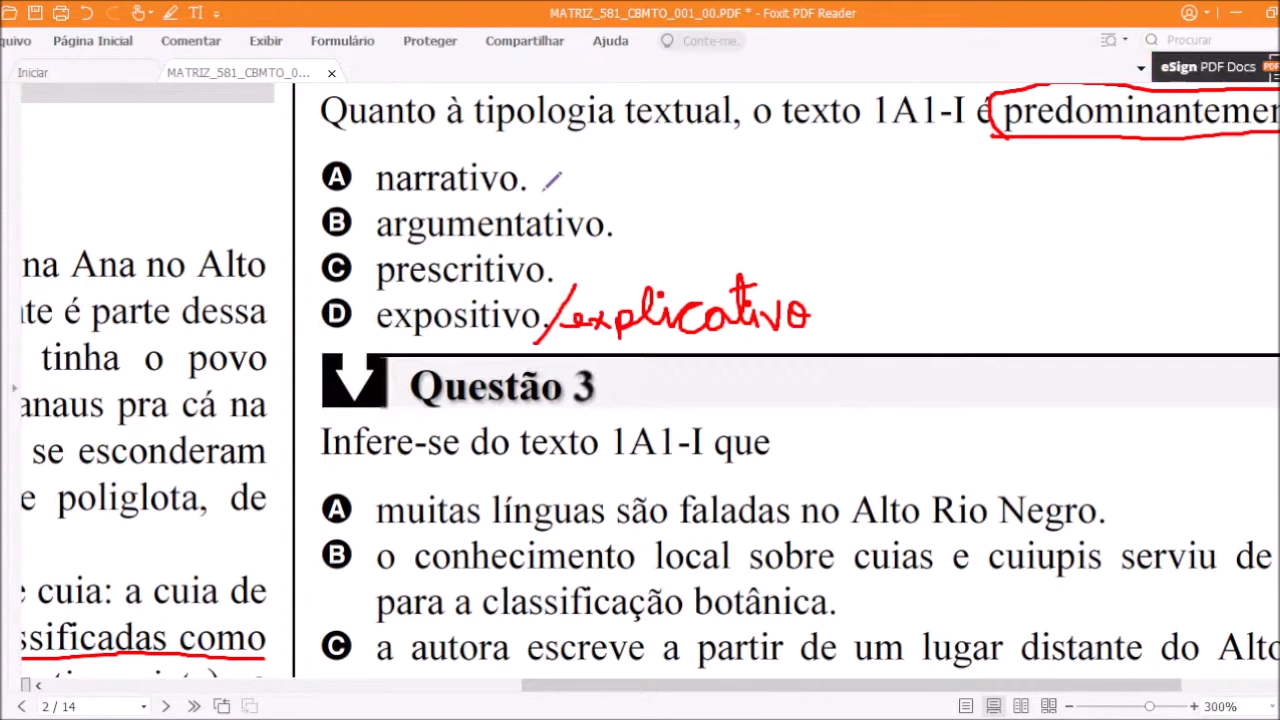 MATRIZ_581_CBMTO_001_00.PDF * - Foxit PDF Reader
quivo Página Inicial Comentar Exibir Formulário Proteger Compartilhar Ajuda Conte-me. Procurar
Iniciar MATRIZ_581_CBMTO_0... eSign PDF Docs
Quanto à tipologia textual, o texto 1A1-I é predominantemen
A narrativo.
B argumentativo.
C prescritivo.
D expositivo./explicativo
Questão 3
Infere-se do texto 1A1-I que
A muitas línguas são faladas no Alto Rio Negro.
B o conhecimento local sobre cuias e cuiupis serviu de
para a classificação botânica.
C a autora escreve a partir de um lugar distante do Alto
na Ana no Alto
te é parte dessa
tinha o povo
anaus pra cá na
se esconderam
e poliglota, de
e cuia: a cuia de
ssificadas como
2 / 14
300%